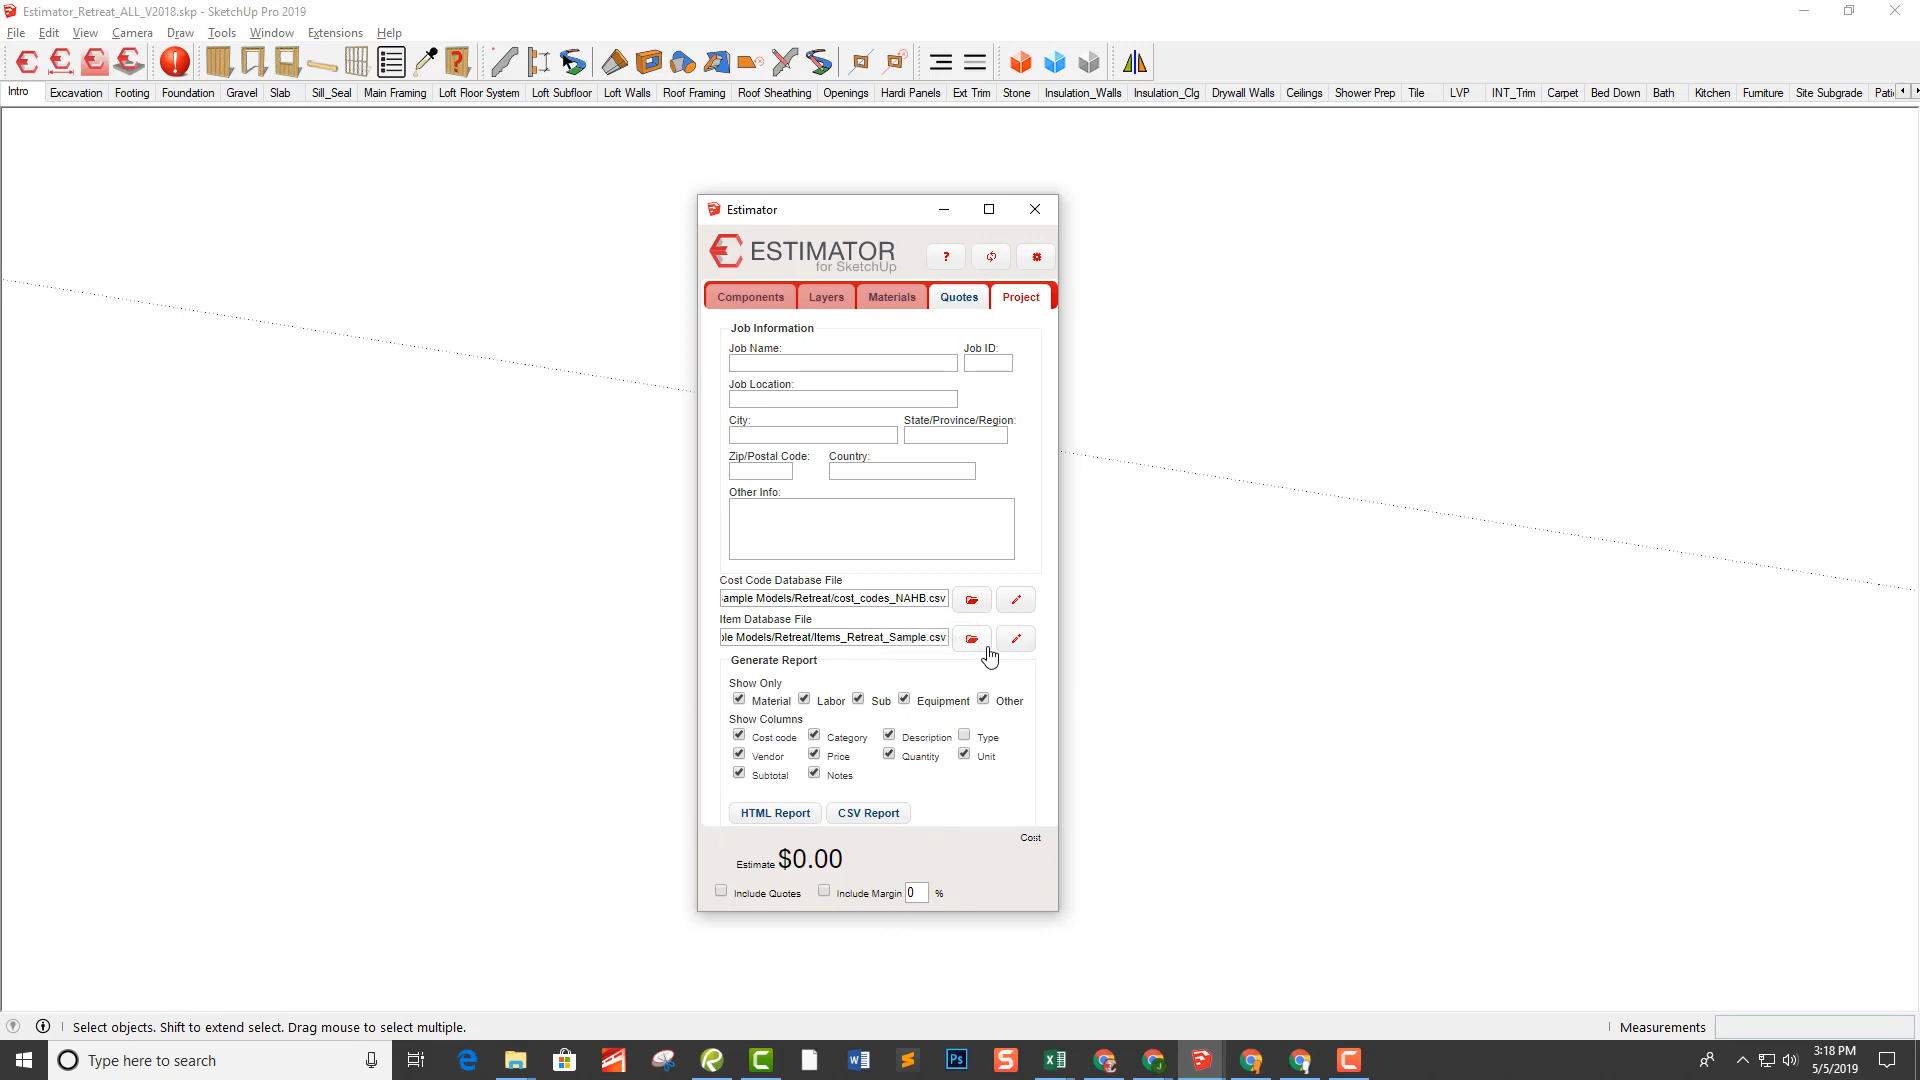 Estimator_Retreat_ALL_V2018.skp - SketchUp Pro 2019
File Edit View Camera Draw Tools Window Extensions Help
Intro Excavation Footing Foundation Gravel Slab Sill_Seal Main Framing Loft Floor System Loft Subfloor Loft Walls Roof Framing Roof Sheathing Openings Hardi Panels Ext Trim Stone Insulation_Walls Insulation_Clg Drywall Walls Ceilings Shower Prep Tile LVP INT_Trim Carpet Bed Down Bath Kitchen Furniture Site Subgrade Pati
Estimator
ESTIMATOR
for SketchUp
?
Components Layers Materials Quotes Project
Job Information
Job Name: Job ID:
Job Location:
City: State/Province/Region:
Zip/Postal Code: Country:
Other Info:
Cost Code Database File
ample Models/Retreat/cost_codes_NAHB.csv
Item Database File
le Models/Retreat/Items_Retreat_Sample.csv
Generate Report
Show Only
Material Labor Sub Equipment Other
Show Columns
Cost code Category Description Type
Vendor Price Quantity Unit
Subtotal Notes
HTML Report CSV Report
Cost
Estimate $0.00
Include Quotes Include Margin 0 %
Select objects. Shift to extend select. Drag mouse to select multiple.
Measurements
Type here to search
3:18 PM
5/5/2019